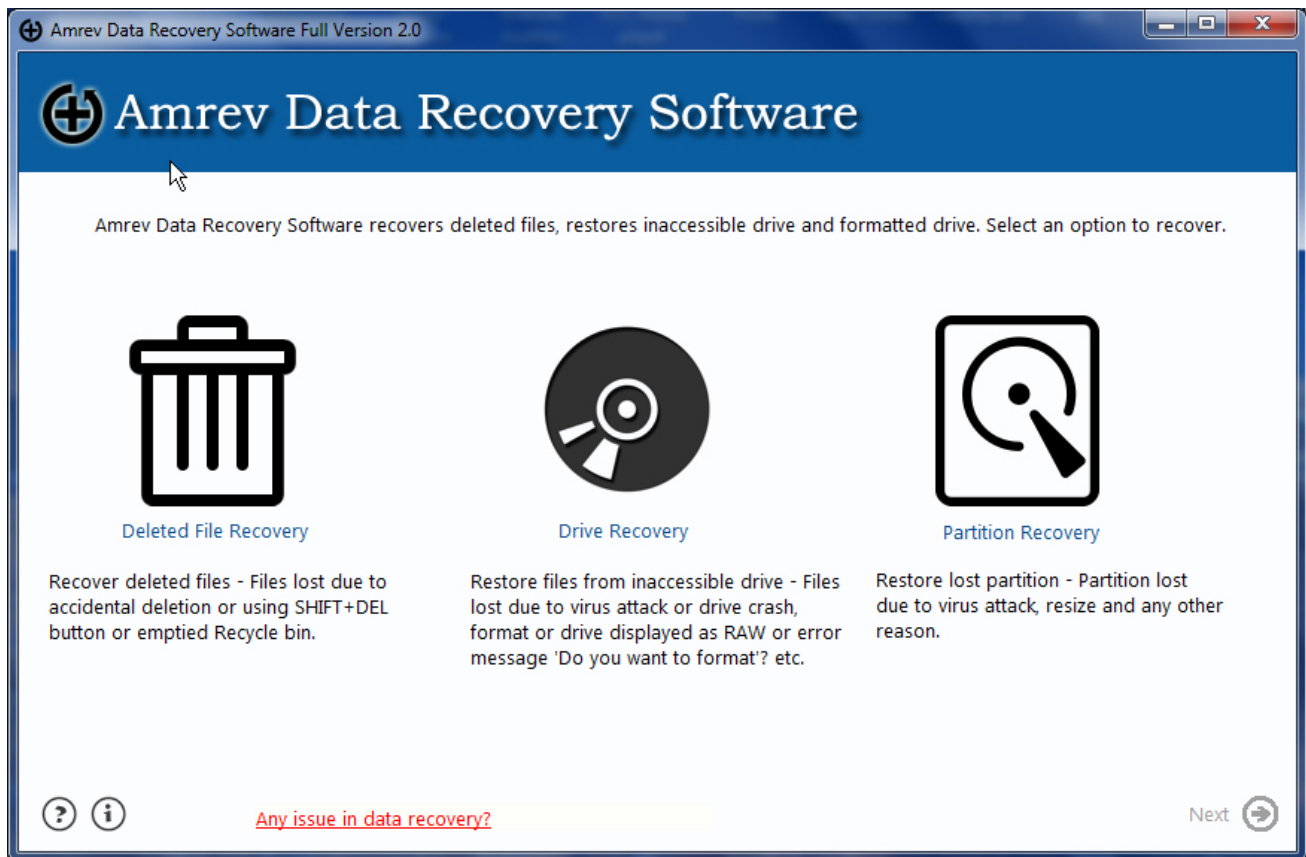 Amrev Data Recovery Software Full Version 2.0
Amrev Data Recovery Software
Amrev Data Recovery Software recovers deleted files, restores inaccessible drive and formatted drive. Select an option to recover.
Deleted File Recovery
Recover deleted files - Files lost due to
accidental deletion or using SHIFT+DEL
button or emptied Recycle bin.
Drive Recovery
Restore files from inaccessible drive - Files
lost due to virus attack or drive crash,
format or drive displayed as RAW or error
message 'Do you want to format'? etc.
Partition Recovery
Restore lost partition - Partition lost
due to virus attack, resize and any other
reason.
Any issue in data recovery?
Next